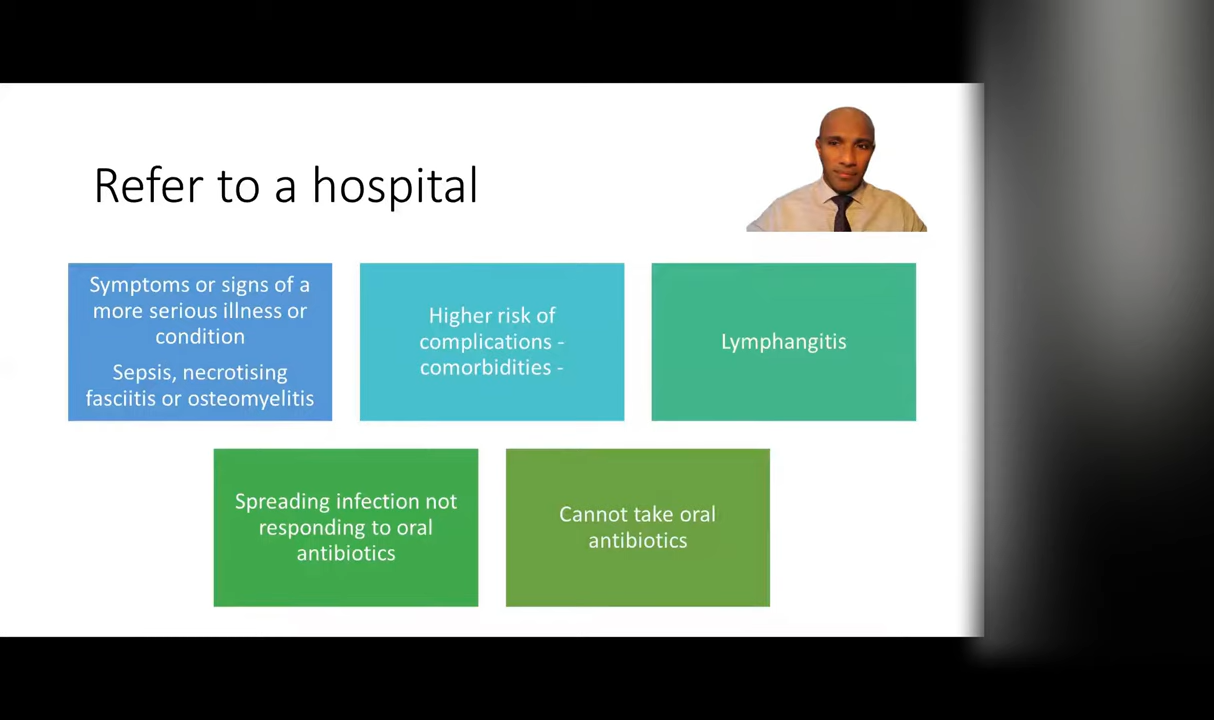 Refer to a hospital
Symptoms or signs of a
more serious illness or
condition
Sepsis, necrotising
fasciitis or osteomyelitis
Higher risk of
complications -
comorbidities -
Lymphangitis
Spreading infection not
responding to oral
antibiotics
Cannot take oral
antibiotics